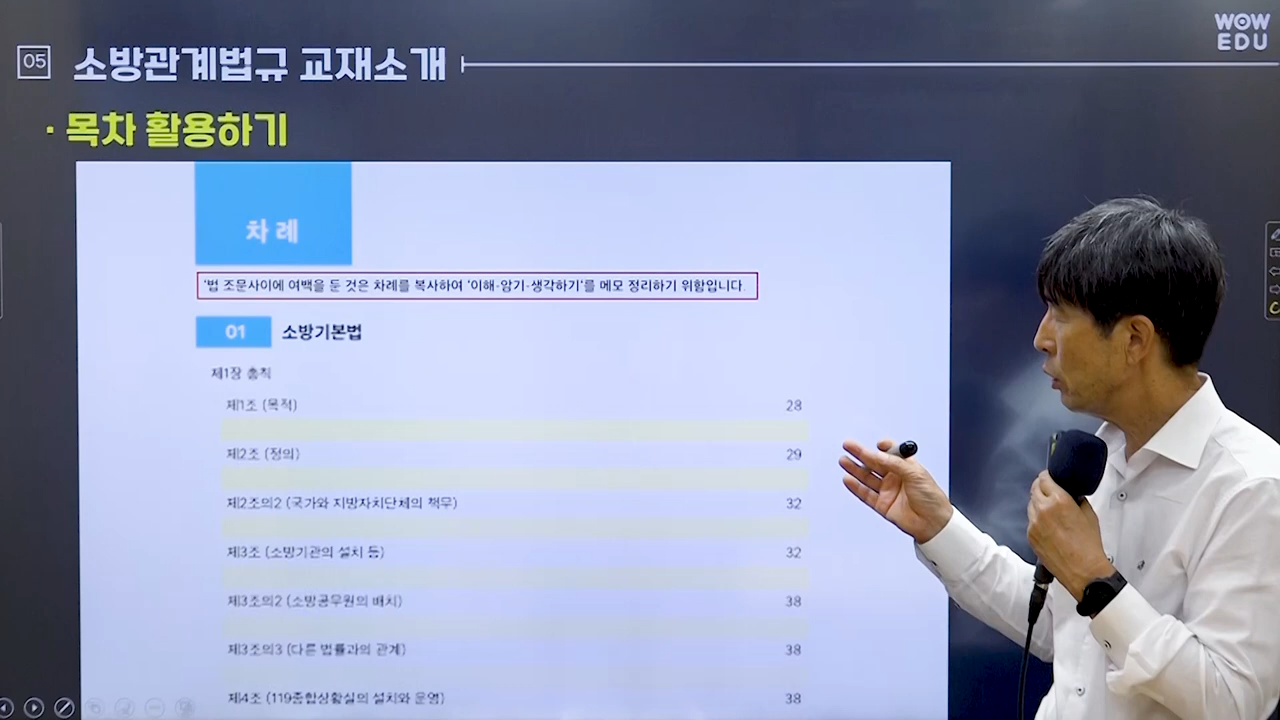 WOW
EDU
05 소방관계법규 교재소개
· 목차 활용하기
차 례
'법 조문사이에 여백을 둔 것은 차례를 복사하여 '이해-암기-생각하기'를 메모 정리하기 위함입니다.
01 소방기본법
제1장 총칙
제1조 (목적) 28
제2조 (정의) 29
제2조의2 (국가와 지방자치단체의 책무) 32
제3조 (소방기관의 설치 등) 32
제3조의2 (소방공무원의 배치) 38
제3조의3 (다른 법률과의 관계) 38
제4조 (119종합상황실의 설치와 운영) 38